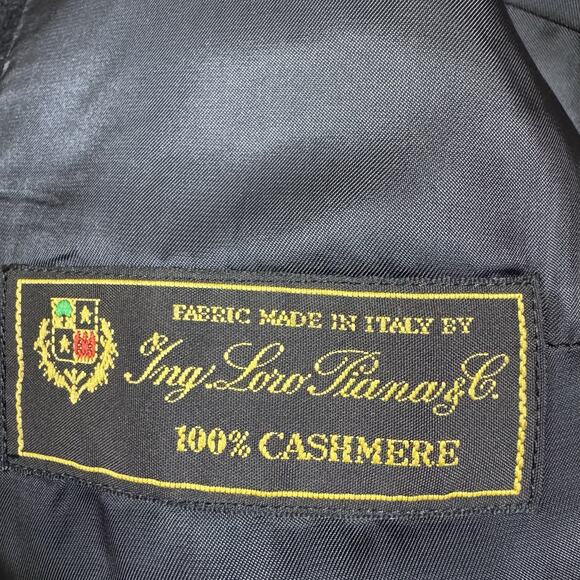 FABRIC MADE IN ITALY BY
Ing. Loro Piana & C.
100% CASHMERE